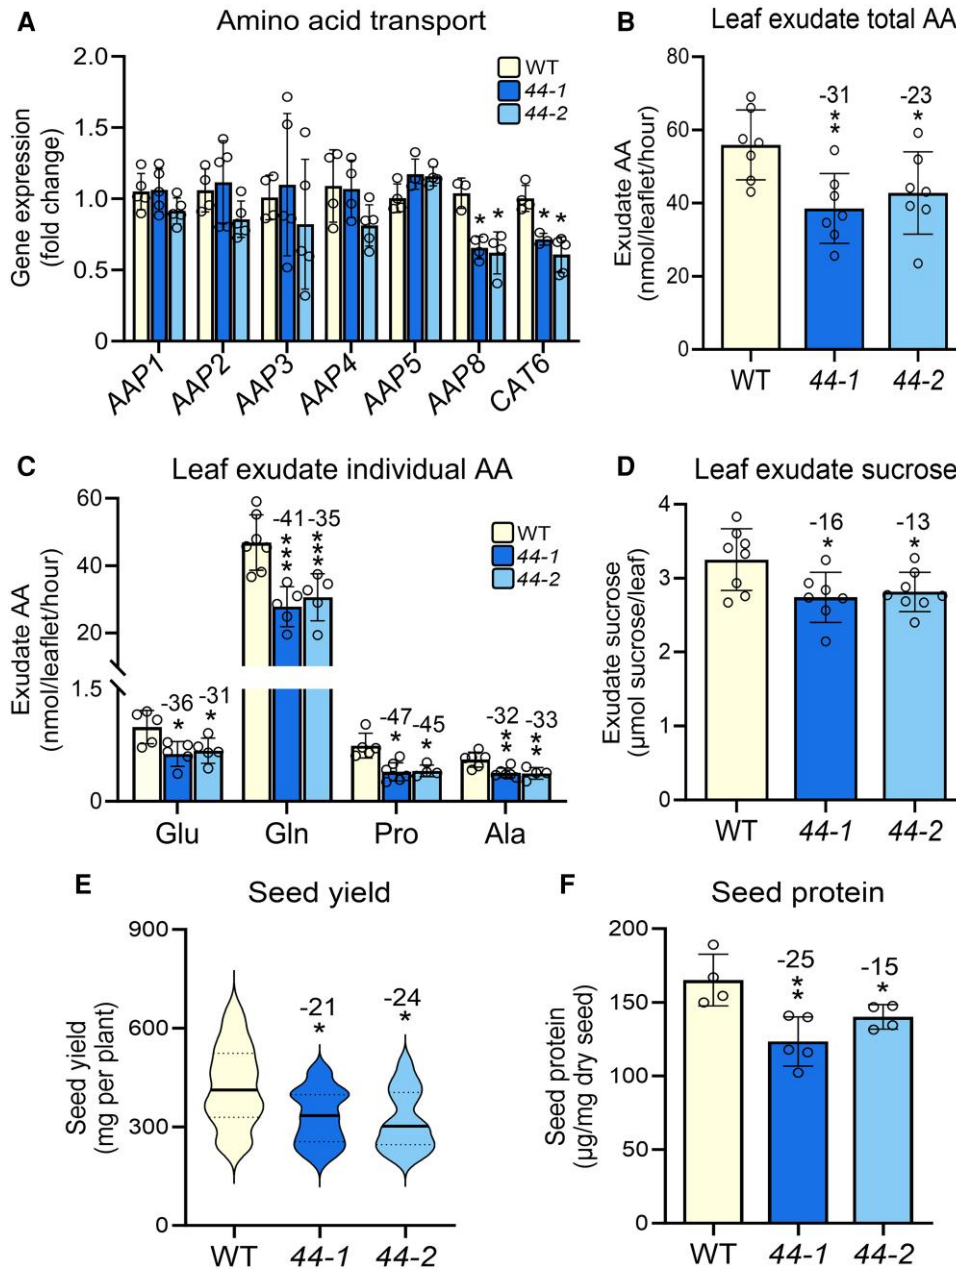 A
Amino acid transport
Gene expression
(fold change)
2.0
1.5
1.0
0.5
0
WT
44-1
44-2
* * * *
AAP1 AAP2 AAP3 AAP4 AAP5 AAP8 CAT6
B
Leaf exudate total AA
Exudate AA
(nmol/leaflet/hour)
80
60
40
20
0
-31 -23
** *
WT 44-1 44-2
C
Leaf exudate individual AA
Exudate AA
(nmol/leaflet/hour)
60
40
20
1.5
0
WT
44-1
44-2
-36 -31
* *
-41 -35
*** ***
-47 -45
* *
-32 -33
** **
Glu Gln Pro Ala
D
Leaf exudate sucrose
Exudate sucrose
(µmol sucrose/leaf)
4
3
2
1
0
-16 -13
* *
WT 44-1 44-2
E
Seed yield
Seed yield
(mg per plant)
900
600
300
0
-21 -24
* *
WT 44-1 44-2
F
Seed protein
Seed protein
(µg/mg dry seed)
200
150
100
50
0
-25 -15
** *
WT 44-1 44-2